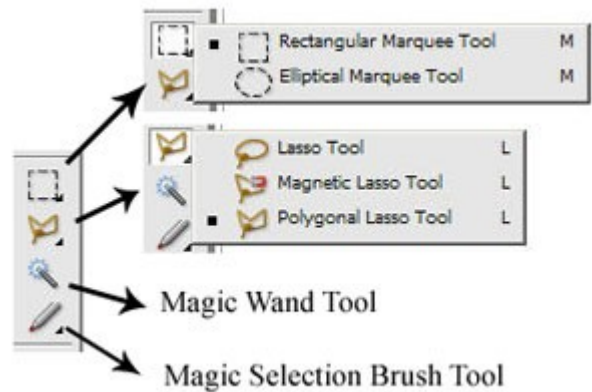 Rectangular Marquee Tool M
Elliptical Marquee Tool M
Lasso Tool L
Magnetic Lasso Tool L
Polygonal Lasso Tool L
Magic Wand Tool
Magic Selection Brush Tool